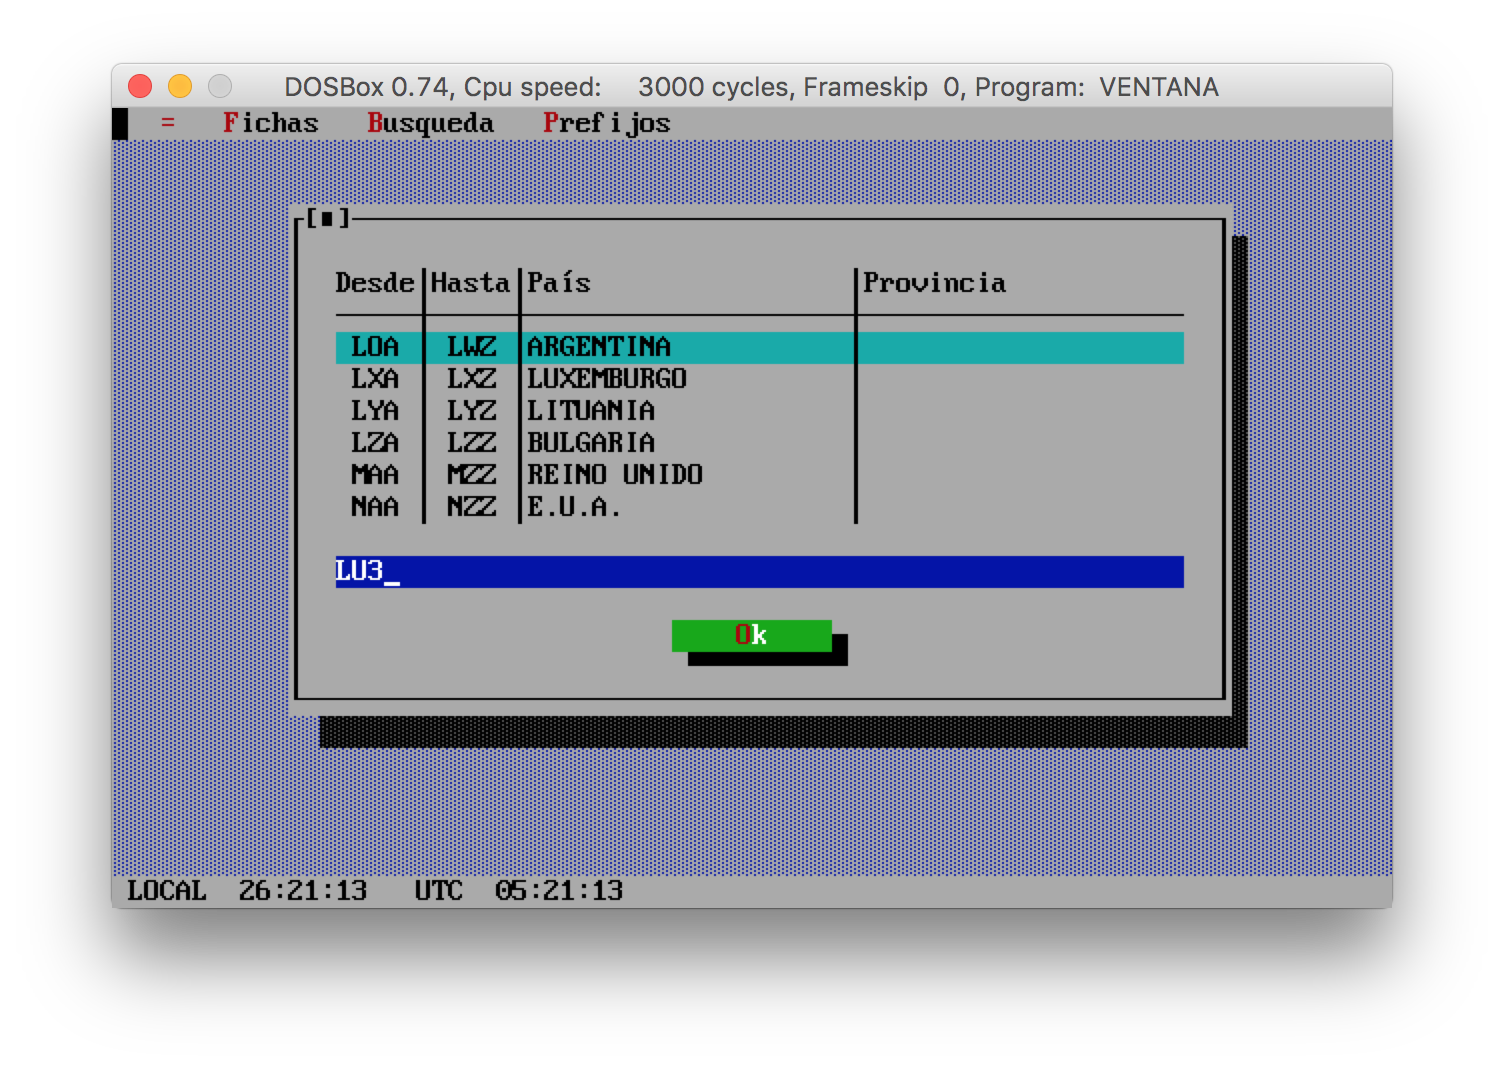 DOSBox 0.74, Cpu speed: 3000 cycles, Frameskip 0, Program: VENTANA
= Fichas Busqueda Prefijos
[■]
Desde Hasta País Provincia
LOA LWZ ARGENTINA
LXA LXZ LUXEMBURGO
LYA LYZ LITUANIA
LZA LZZ BULGARIA
MAA MZZ REINO UNIDO
NAA NZZ E.U.A.
LU3_
Ok
LOCAL 26:21:13 UTC 05:21:13